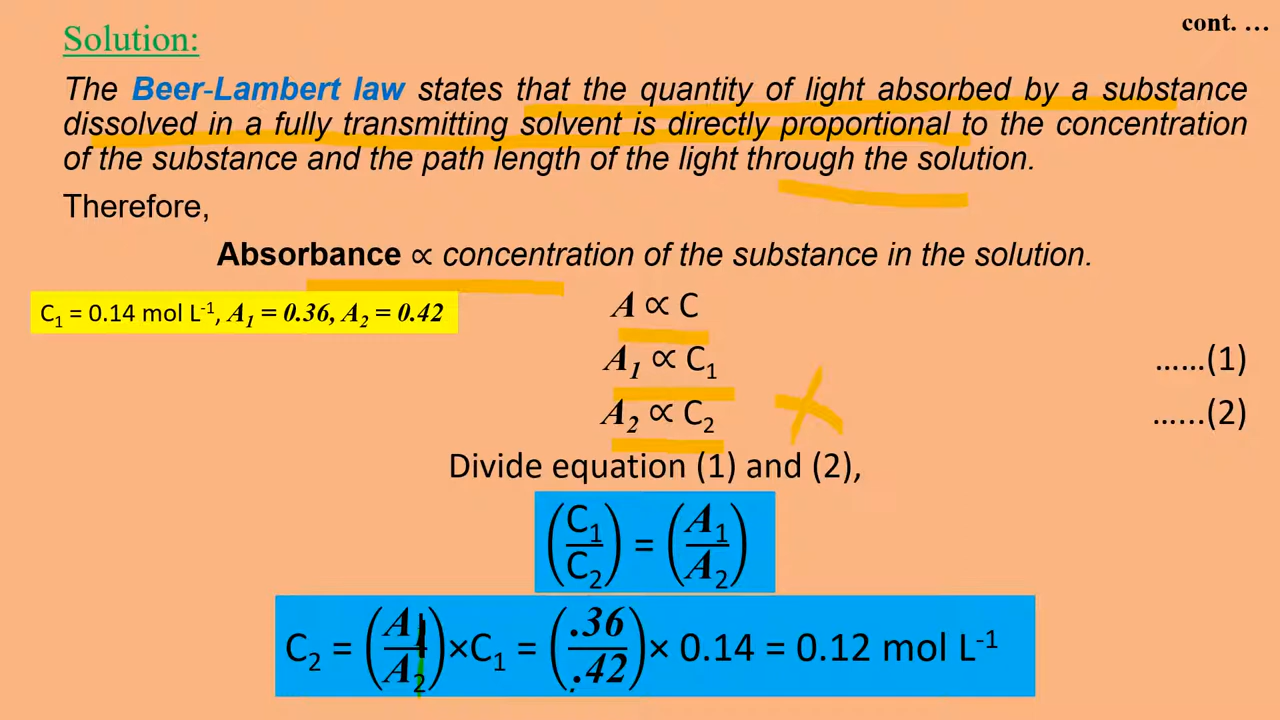 cont. …
Solution:
The Beer-Lambert law states that the quantity of light absorbed by a substance
dissolved in a fully transmitting solvent is directly proportional to the concentration
of the substance and the path length of the light through the solution.
Therefore,
Absorbance ∝ concentration of the substance in the solution.
C₁ = 0.14 mol L⁻¹, A₁ = 0.36, A₂ = 0.42
A ∝ C
A₁ ∝ C₁ ……(1)
A₂ ∝ C₂ ……(2)
Divide equation (1) and (2),
(C₁/C₂) = (A₁/A₂)
C₂ = (A₁/A₂)×C₁ = (.36/.42)× 0.14 = 0.12 mol L⁻¹